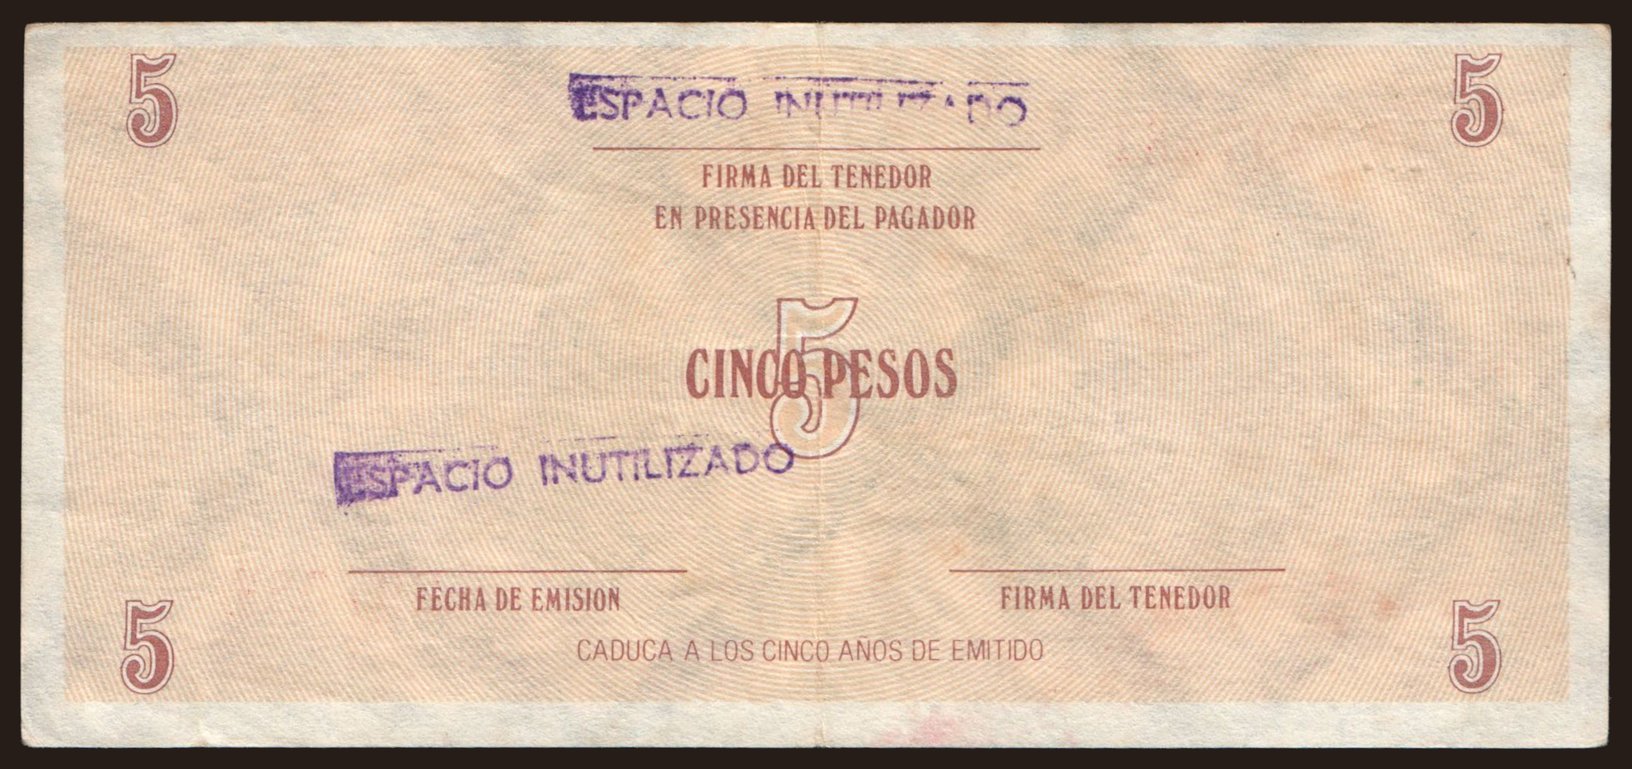 5 5
ESPACIO INUTILIZADO
FIRMA DEL TENEDOR
EN PRESENCIA DEL PAGADOR
5
CINCO PESOS
ESPACIO INUTILIZADO
FECHA DE EMISION FIRMA DEL TENEDOR
CADUCA A LOS CINCO AÑOS DE EMITIDO
5 5